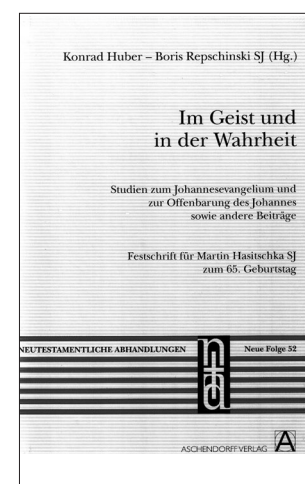 Konrad Huber – Boris Repschinski SJ (Hg.)
Im Geist und
in der Wahrheit
Studien zum Johannesevangelium und
zur Offenbarung des Johannes
sowie andere Beiträge
Festschrift für Martin Hasitschka SJ
zum 65. Geburtstag
NEUTESTAMENTLICHE ABHANDLUNGEN
nta
Neue Folge 52
ASCHENDORFF VERLAG
A